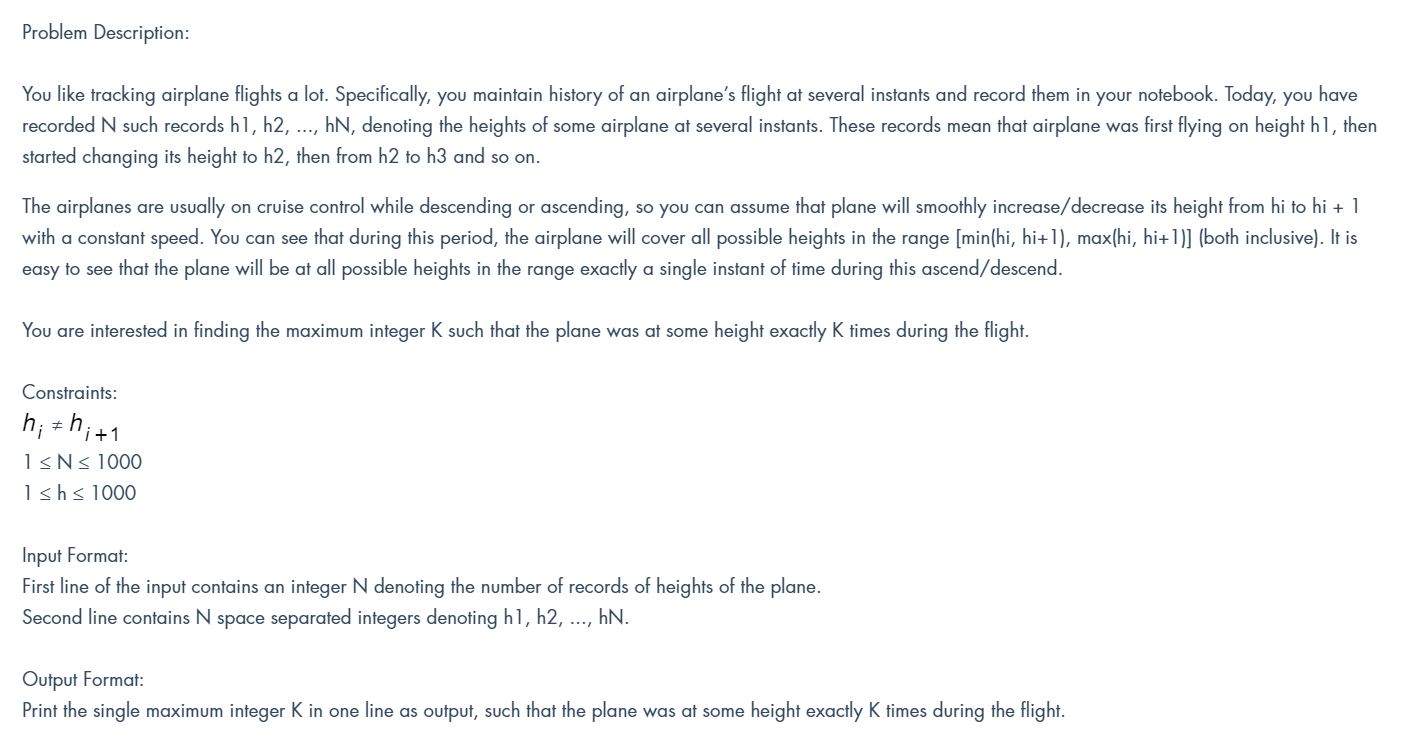 Problem Description:
You like tracking airplane flights a lot. Specifically, you maintain history of an airplane’s flight at several instants and record them in your notebook. Today, you have
recorded N such records h1, h2, ..., hN, denoting the heights of some airplane at several instants. These records mean that airplane was first flying on height h1, then
started changing its height to h2, then from h2 to h3 and so on.
The airplanes are usually on cruise control while descending or ascending, so you can assume that plane will smoothly increase/decrease its height from hi to hi + 1
with a constant speed. You can see that during this period, the airplane will cover all possible heights in the range [min(hi, hi+1), max(hi, hi+1)] (both inclusive). It is
easy to see that the plane will be at all possible heights in the range exactly a single instant of time during this ascend/descend.
You are interested in finding the maximum integer K such that the plane was at some height exactly K times during the flight.
Constraints:
h_i ≠ h_{i+1}
1 ≤ N ≤ 1000
1 ≤ h ≤ 1000
Input Format:
First line of the input contains an integer N denoting the number of records of heights of the plane.
Second line contains N space separated integers denoting h1, h2, ..., hN.
Output Format:
Print the single maximum integer K in one line as output, such that the plane was at some height exactly K times during the flight.